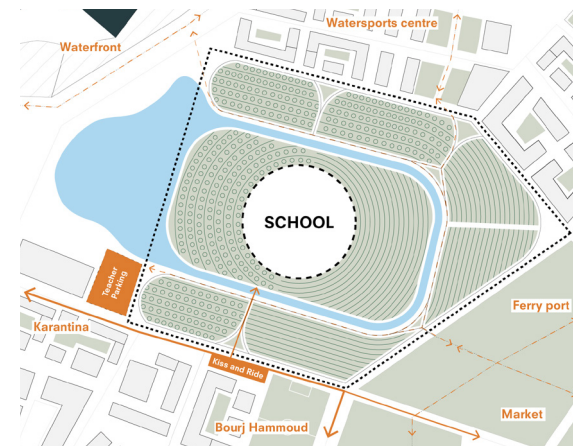 Waterfront
Watersports centre
SCHOOL
Teacher
Parking
Ferry port
Karantina
Kiss and Ride
Market
Bourj Hammoud